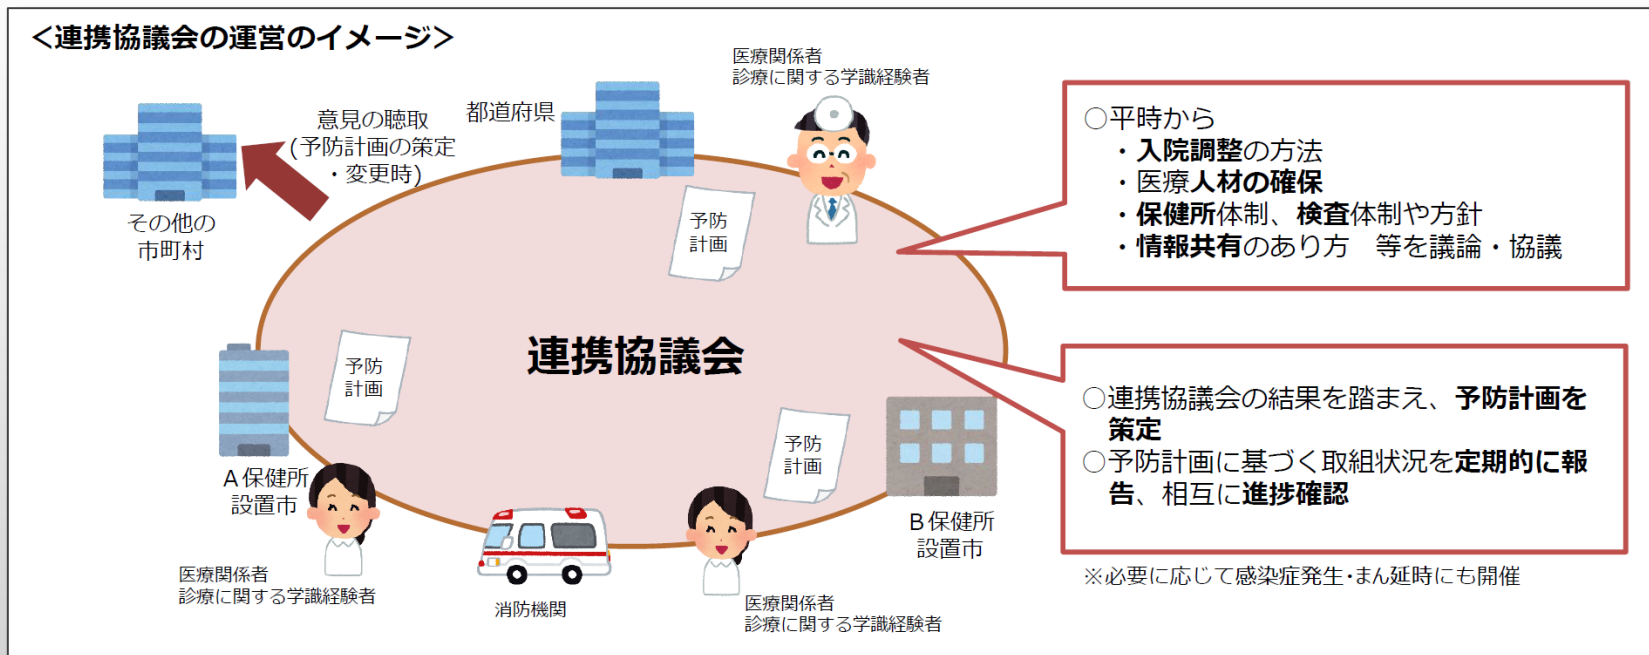 ＜連携協議会の運営のイメージ＞
医療関係者
診療に関する学識経験者
都道府県
意見の聴取
(予防計画の策定
・変更時)
その他の
市町村
予防
計画
○平時から
・入院調整の方法
・医療人材の確保
・保健所体制、検査体制や方針
・情報共有のあり方　等を議論・協議
連携協議会
予防
計画
予防
計画
○連携協議会の結果を踏まえ、予防計画を
策定
○予防計画に基づく取組状況を定期的に報
告、相互に進捗確認
※必要に応じて感染症発生・まん延時にも開催
Ａ保健所
設置市
Ｂ保健所
設置市
医療関係者
診療に関する学識経験者
消防機関
医療関係者
診療に関する学識経験者